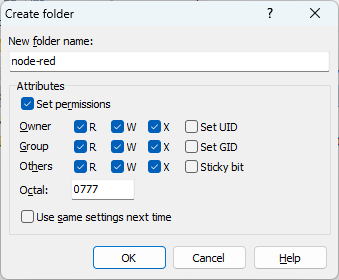 Create folder
New folder name:
node-red
Attributes
Set permissions
Owner R W X Set UID
Group R W X Set GID
Others R W X Sticky bit
Octal: 0777
Use same settings next time
OK Cancel Help